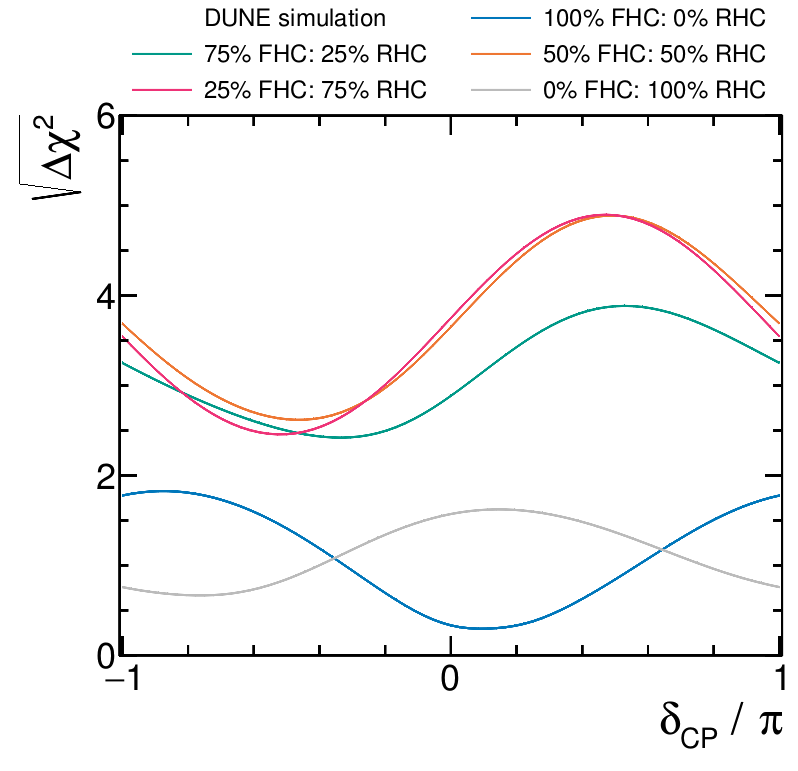 DUNE simulation
100% FHC: 0% RHC
75% FHC: 25% RHC
50% FHC: 50% RHC
25% FHC: 75% RHC
0% FHC: 100% RHC
√Δχ²
6
4
2
0
−1 0 1
δCP / π